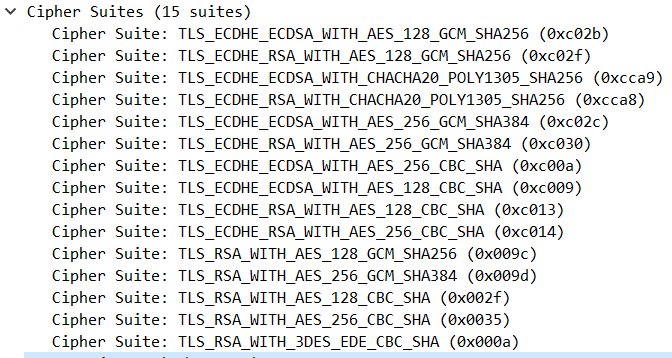 Cipher Suites (15 suites)
Cipher Suite: TLS_ECDHE_ECDSA_WITH_AES_128_GCM_SHA256 (0xc02b)
Cipher Suite: TLS_ECDHE_RSA_WITH_AES_128_GCM_SHA256 (0xc02f)
Cipher Suite: TLS_ECDHE_ECDSA_WITH_CHACHA20_POLY1305_SHA256 (0xcca9)
Cipher Suite: TLS_ECDHE_RSA_WITH_CHACHA20_POLY1305_SHA256 (0xcca8)
Cipher Suite: TLS_ECDHE_ECDSA_WITH_AES_256_GCM_SHA384 (0xc02c)
Cipher Suite: TLS_ECDHE_RSA_WITH_AES_256_GCM_SHA384 (0xc030)
Cipher Suite: TLS_ECDHE_ECDSA_WITH_AES_256_CBC_SHA (0xc00a)
Cipher Suite: TLS_ECDHE_ECDSA_WITH_AES_128_CBC_SHA (0xc009)
Cipher Suite: TLS_ECDHE_RSA_WITH_AES_128_CBC_SHA (0xc013)
Cipher Suite: TLS_ECDHE_RSA_WITH_AES_256_CBC_SHA (0xc014)
Cipher Suite: TLS_RSA_WITH_AES_128_GCM_SHA256 (0x009c)
Cipher Suite: TLS_RSA_WITH_AES_256_GCM_SHA384 (0x009d)
Cipher Suite: TLS_RSA_WITH_AES_128_CBC_SHA (0x002f)
Cipher Suite: TLS_RSA_WITH_AES_256_CBC_SHA (0x0035)
Cipher Suite: TLS_RSA_WITH_3DES_EDE_CBC_SHA (0x000a)